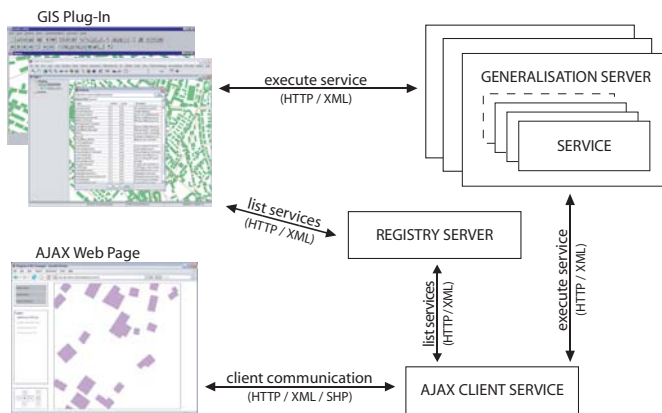 GIS Plug-In
execute service
(HTTP / XML)
GENERALISATION SERVER
SERVICE
list services
(HTTP / XML)
REGISTRY SERVER
AJAX Web Page
list services
(HTTP / XML)
execute service
(HTTP / XML)
client communication
(HTTP / XML / SHP)
AJAX CLIENT SERVICE